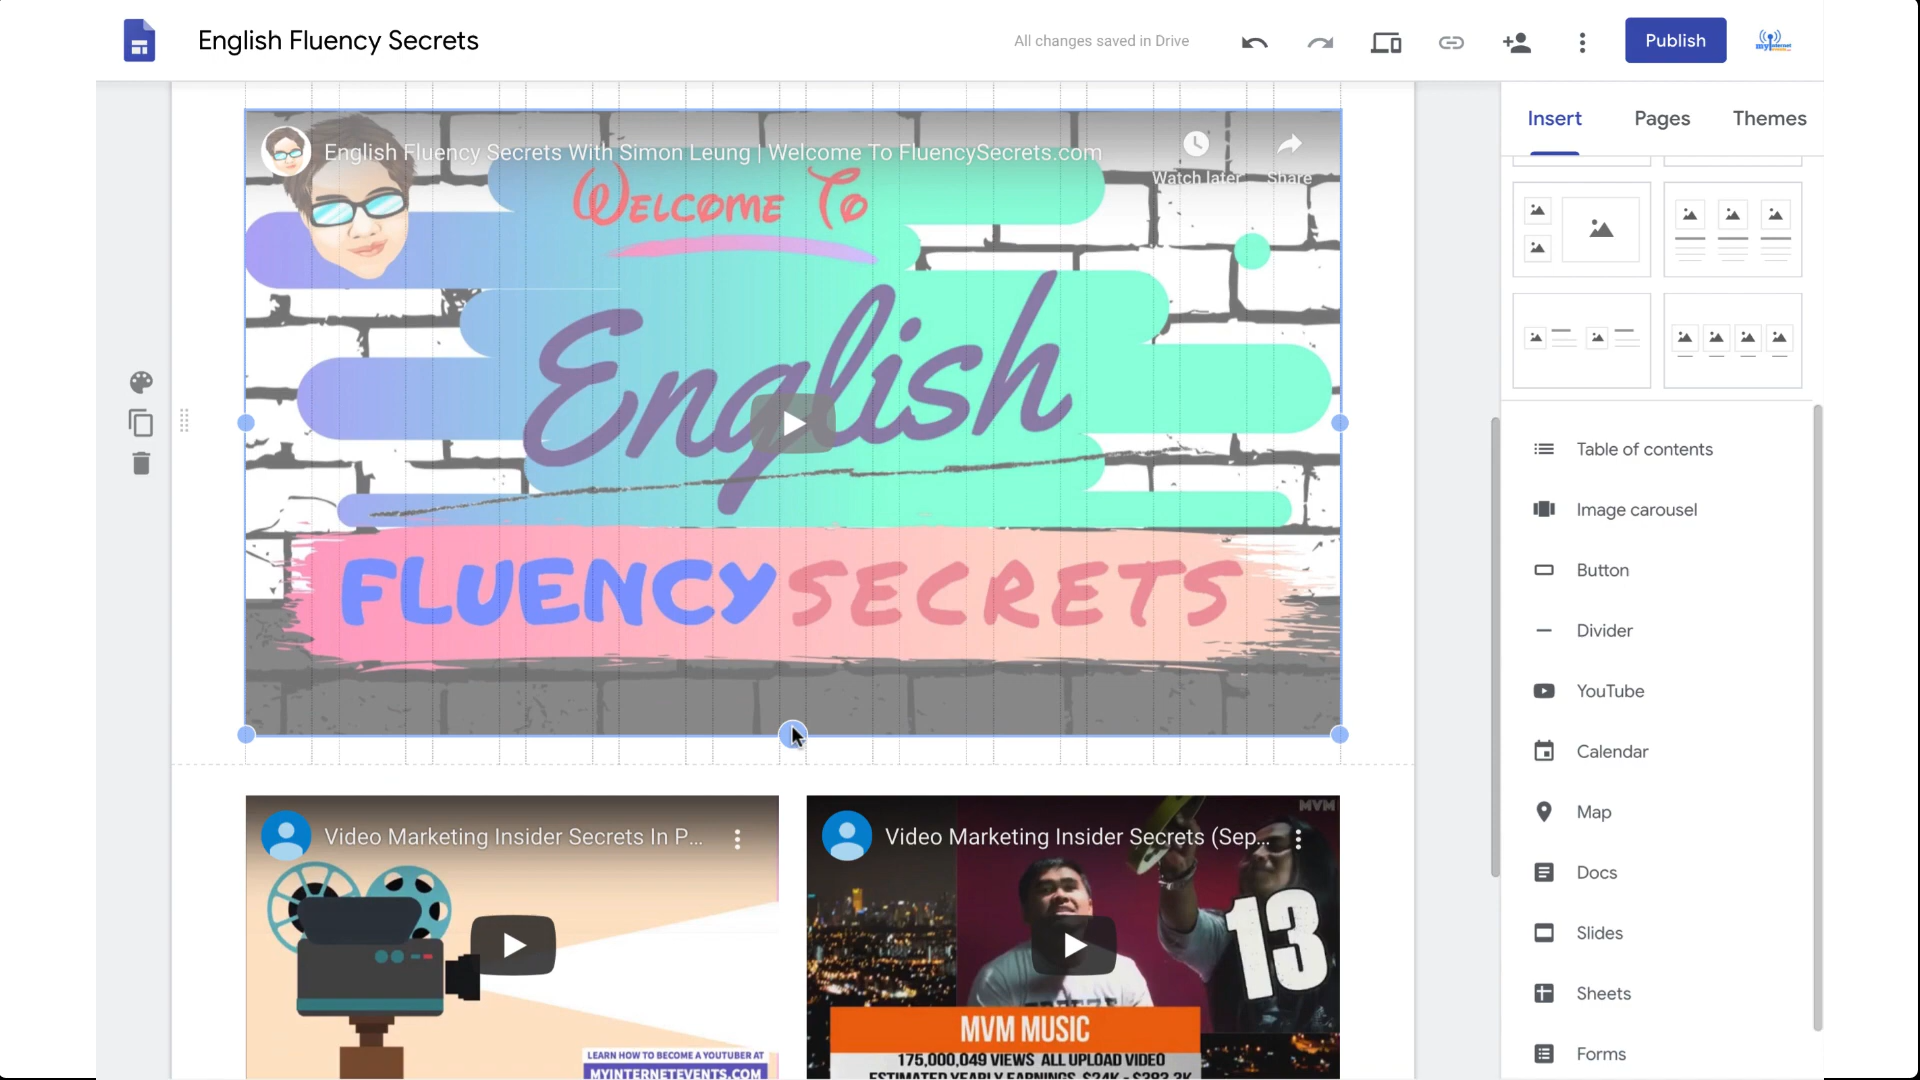 English Fluency Secrets
All changes saved in Drive
Publish
Insert
Pages
Themes
English Fluency Secrets With Simon Leung | Welcome To FluencySecrets.com
Watch later
Share
WELCOME TO
English
FLUENCY SECRETS
Table of contents
Image carousel
Button
Divider
YouTube
Calendar
Map
Docs
Slides
Sheets
Forms
Video Marketing Insider Secrets In P...
LEARN HOW TO BECOME A YOUTUBER AT
MYINTERNETEVENTS.COM
Video Marketing Insider Secrets (Sep...
MVM
13
MVM MUSIC
175,000,049 VIEWS ALL UPLOAD VIDEO
ESTIMATED YEARLY EARNINGS